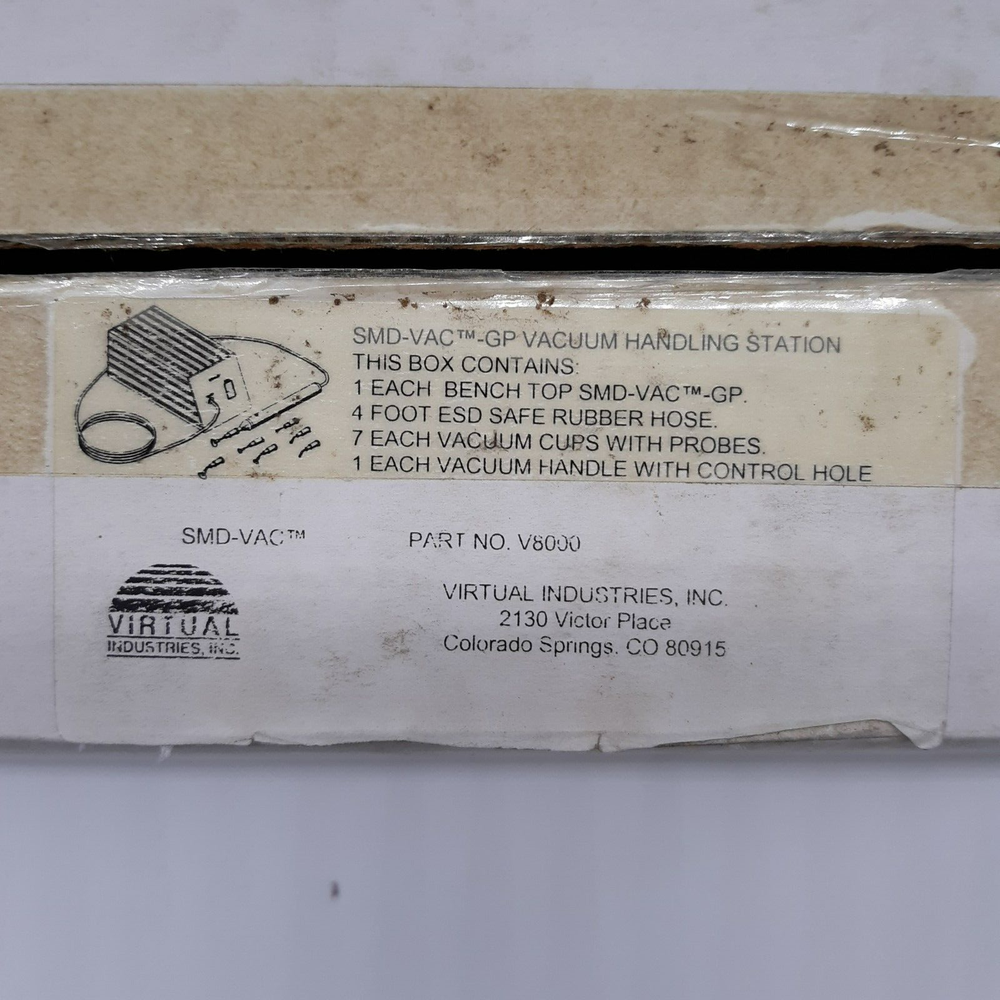 SMD-VAC™-GP VACUUM HANDLING STATION
THIS BOX CONTAINS:
1 EACH BENCH TOP SMD-VAC™-GP.
4 FOOT ESD SAFE RUBBER HOSE.
7 EACH VACUUM CUPS WITH PROBES.
1 EACH VACUUM HANDLE WITH CONTROL HOLE
SMD-VAC™
PART NO. V8000
VIRTUAL
INDUSTRIES, INC.
VIRTUAL INDUSTRIES, INC.
2130 Victor Place
Colorado Springs, CO 80915